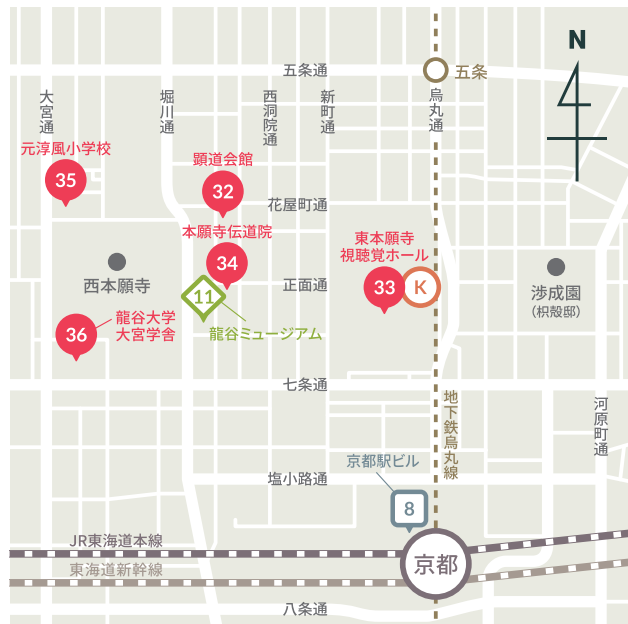 N
五条通
五条
大宮通
堀川通
西洞院通
新町通
烏丸通
元淳風小学校
35
顕道会館
32
花屋町通
本願寺伝道院
34
東本願寺
視聴覚ホール
33
K
西本願寺
11
正面通
渉成園
(枳殻邸)
龍谷大学
大宮学舎
36
龍谷ミュージアム
七条通
地下鉄烏丸線
河原町通
京都駅ビル
塩小路通
8
JR東海道本線
京都
東海道新幹線
八条通